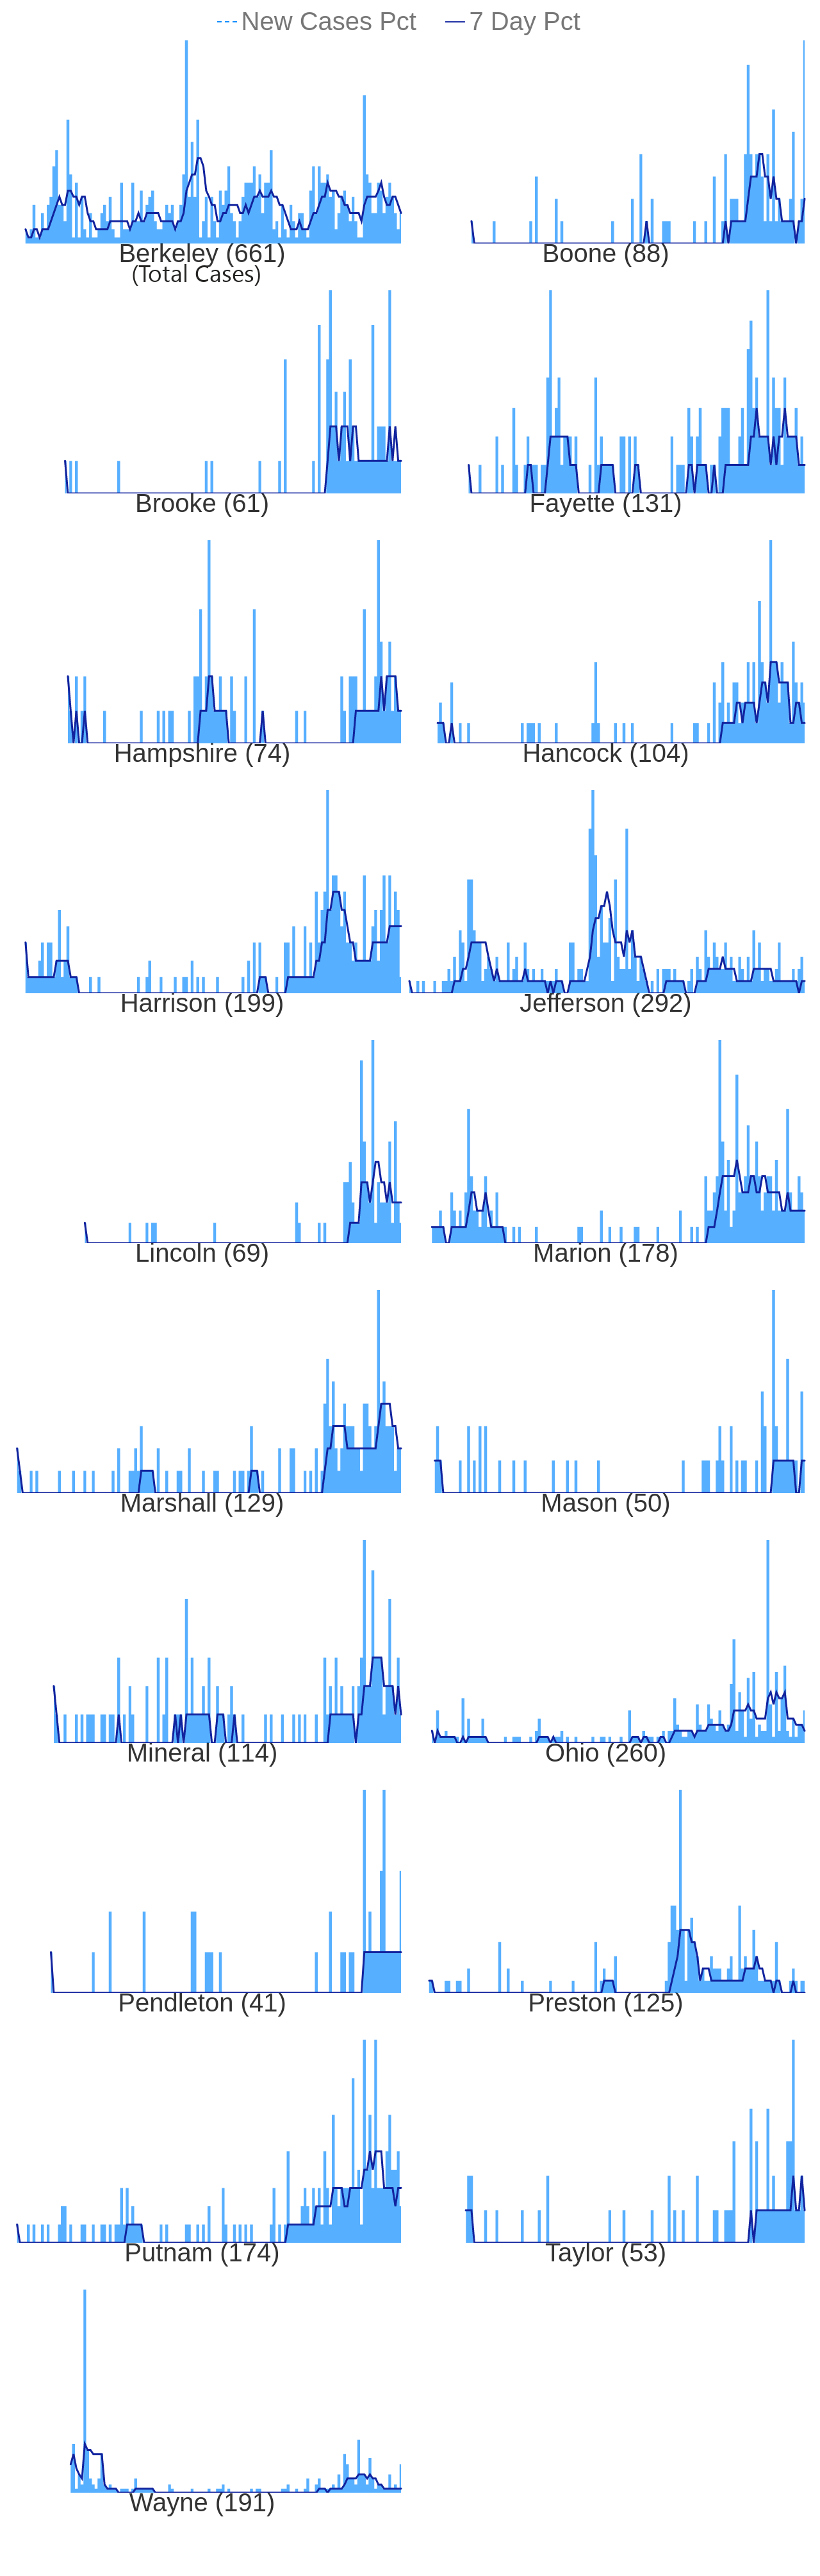 New Cases Pct 7 Day Pct
Berkeley (661)
(Total Cases)
Boone (88)
Brooke (61)
Fayette (131)
Hampshire (74)
Hancock (104)
Harrison (199)
Jefferson (292)
Lincoln (69)
Marion (178)
Marshall (129)
Mason (50)
Mineral (114)
Ohio (260)
Pendleton (41)
Preston (125)
Putnam (174)
Taylor (53)
Wayne (191)